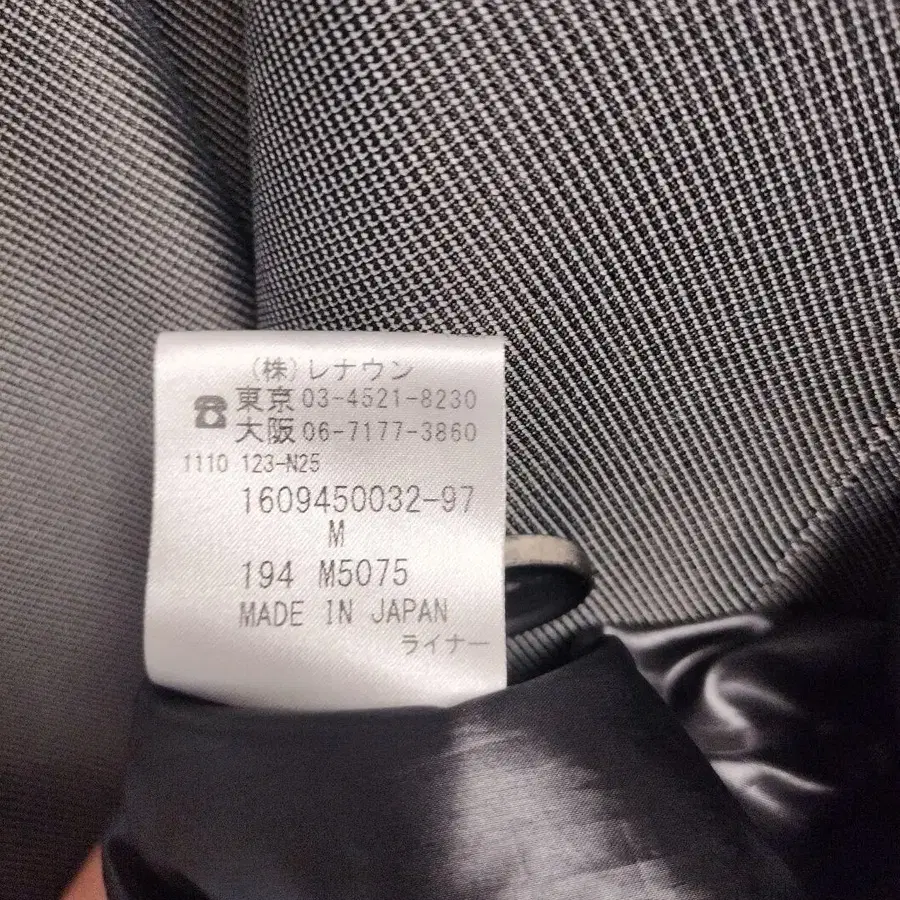 (株)レナウン
☎東京 03-4521-8230
大阪 06-7177-3860
1110 123-N25
1609450032-97
M
194 M5075
MADE IN JAPAN
ライナー